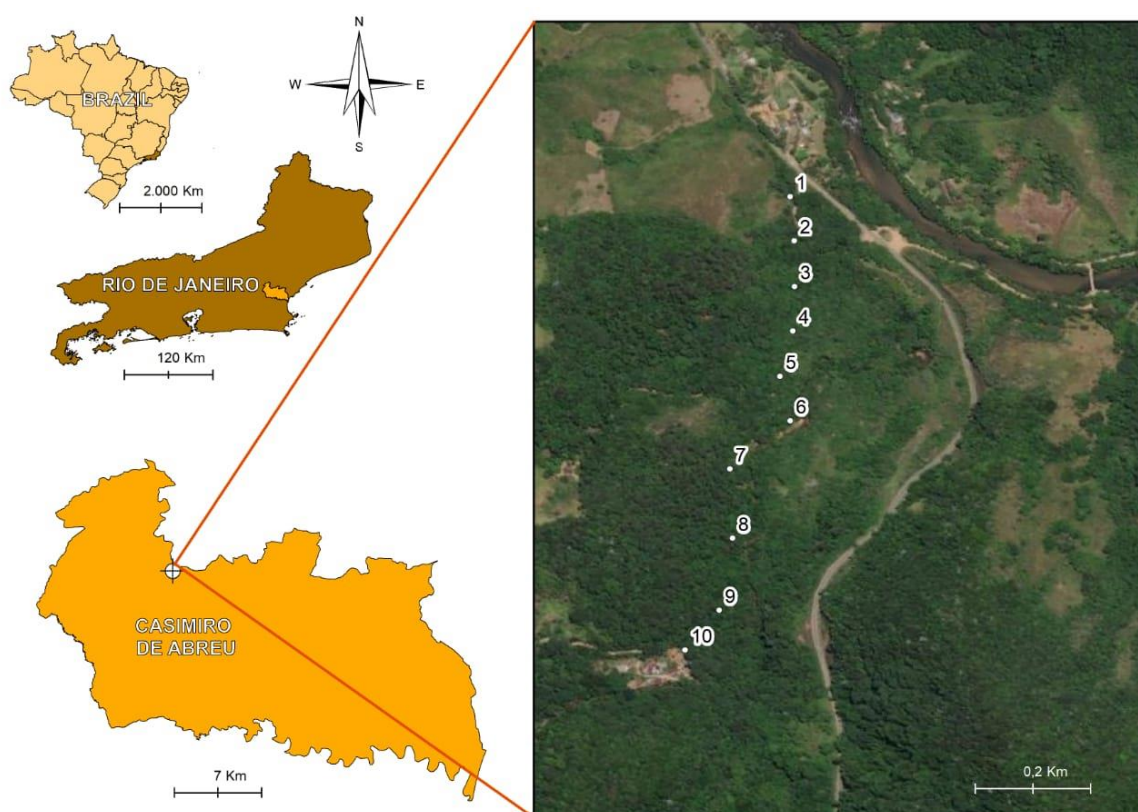 N
W E
S
BRAZIL
2.000 Km
RIO DE JANEIRO
120 Km
CASIMIRO
DE ABREU
7 Km
1
2
3
4
5
6
7
8
9
10
0,2 Km